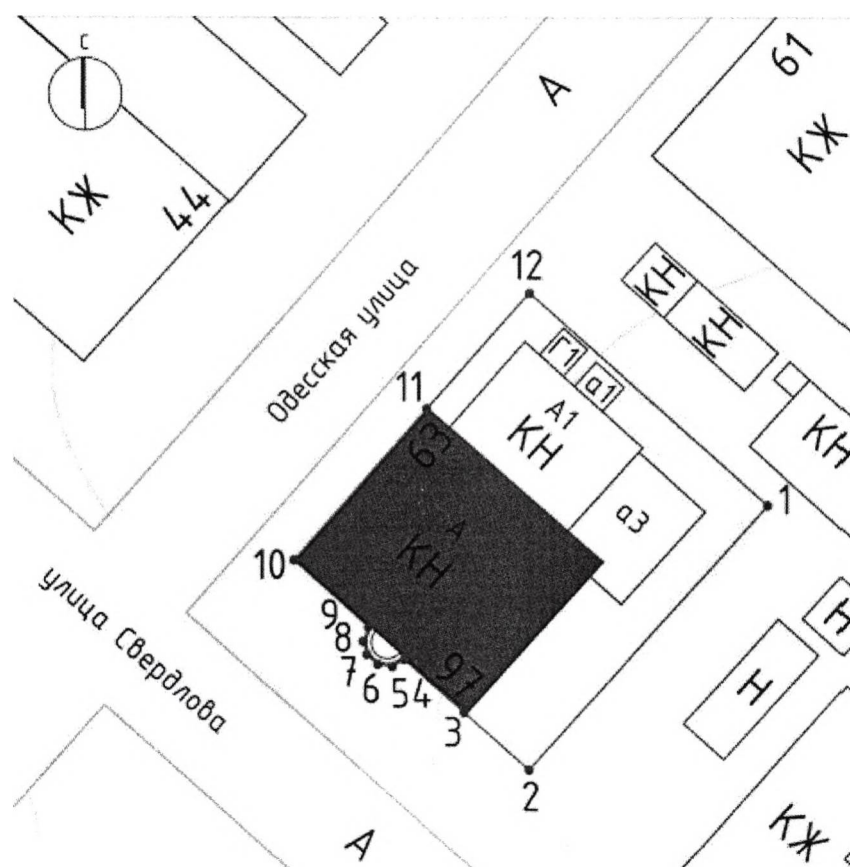 С
А
61
КЖ
КЖ
44
Одесская улица
12
КН
КН
Г1
а1
11
А1
КН
63
КН
а3
1
А
КН
10
улица Свердлова
9
8
7
6
5
4
97
3
2
Н
Н
КЖ
А